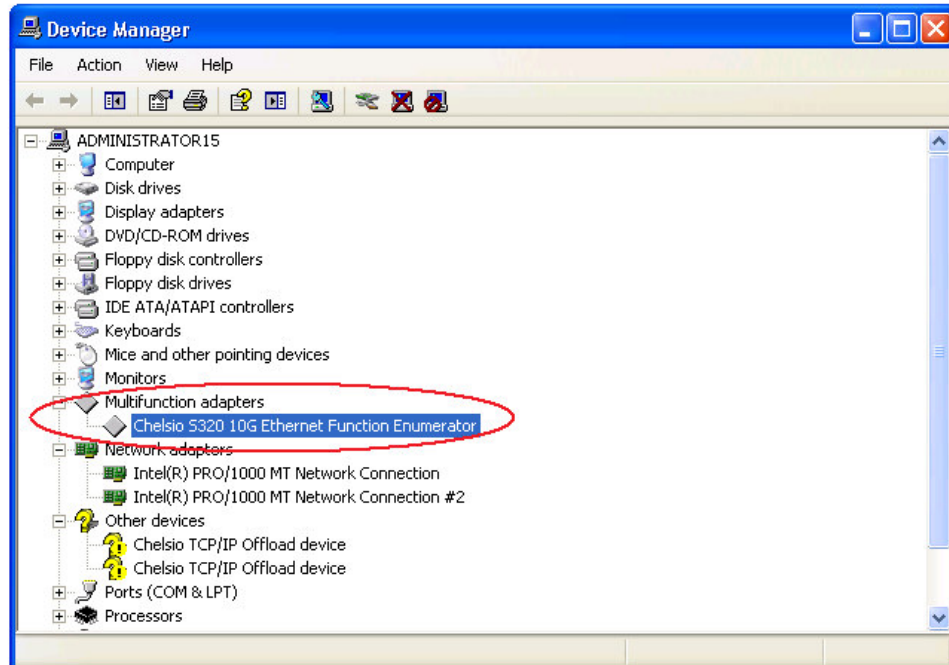 Device Manager
File Action View Help
ADMINISTRATOR15
Computer
Disk drives
Display adapters
DVD/CD-ROM drives
Floppy disk controllers
Floppy disk drives
IDE ATA/ATAPI controllers
Keyboards
Mice and other pointing devices
Monitors
Multifunction adapters
Chelsio S320 10G Ethernet Function Enumerator
Network adapters
Intel(R) PRO/1000 MT Network Connection
Intel(R) PRO/1000 MT Network Connection #2
Other devices
Chelsio TCP/IP Offload device
Chelsio TCP/IP Offload device
Ports (COM & LPT)
Processors